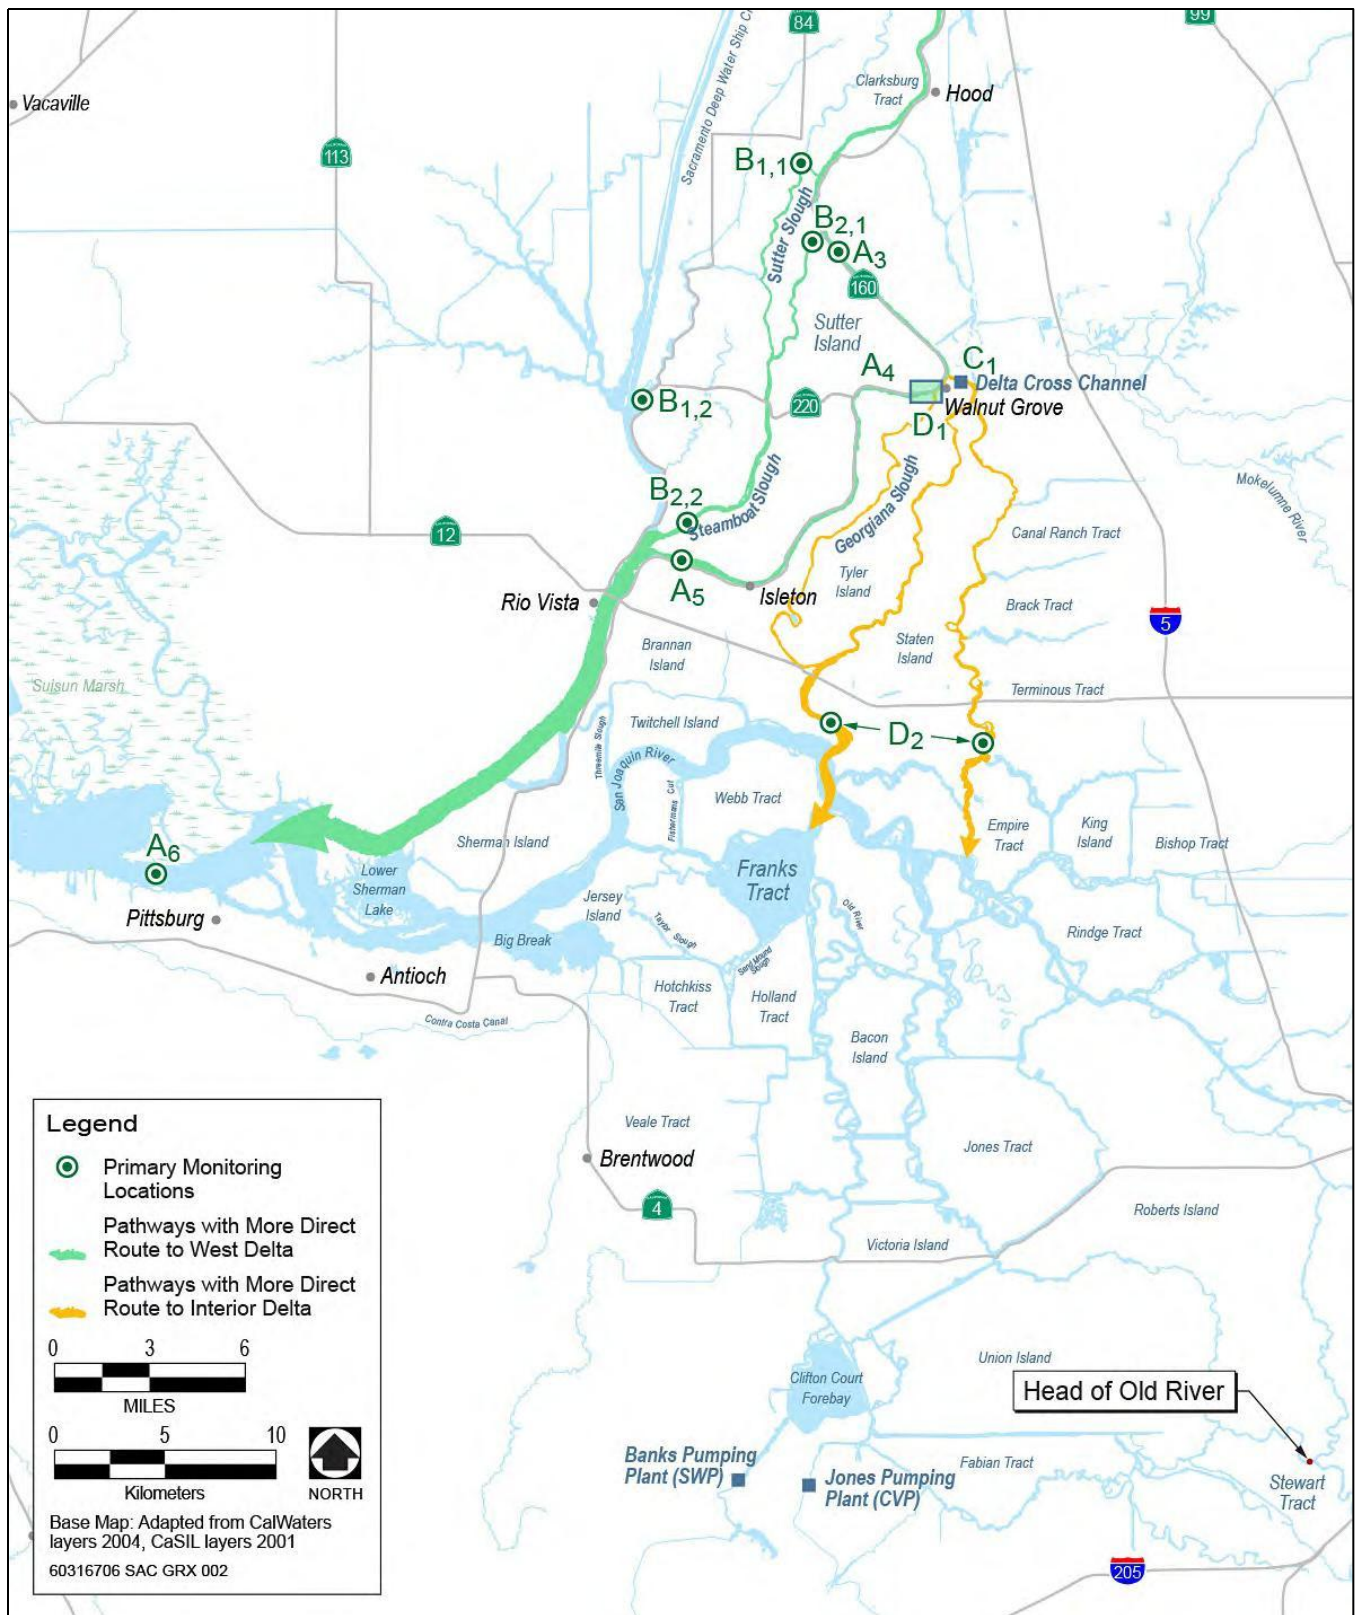 84
99
Clarksburg
Tract
Hood
Vacaville
Sacramento Deep Water Ship C
113
B1,1
Sutter Slough
B2,1
A3
160
Sutter
Island
A4
C1
Delta Cross Channel
Walnut Grove
B1,2
220
D1
Mokelumne
River
B2,2
Steamboat Slough
Georgiana Slough
12
Canal Ranch Tract
A5
Isleton
Tyler
Island
Rio Vista
Brack Tract
5
Brannan
Island
Staten
Island
Suisun Marsh
Terminous Tract
Twitchell Island
Threemile Slough
D2
San Joaquin River
Fishermans Cut
Webb Tract
Sherman Island
Empire
Tract
King
Island
Bishop Tract
A6
Lower
Sherman
Lake
Franks
Tract
Jersey
Island
Pittsburg
Taylor Slough
Old River
Big Break
Rindge Tract
Antioch
Sand Mound
Slough
Hotchkiss
Tract
Holland
Tract
Contra Costa Canal
Bacon
Island
Veale Tract
Jones Tract
Brentwood
4
Roberts Island
Victoria Island
Union Island
Clifton Court
Forebay
Head of Old River
Banks Pumping
Plant (SWP)
Jones Pumping
Plant (CVP)
Fabian Tract
Stewart
Tract
205
Legend
Primary Monitoring
Locations
Pathways with More Direct
Route to West Delta
Pathways with More Direct
Route to Interior Delta
0 3 6
MILES
0 5 10
Kilometers
NORTH
Base Map: Adapted from CalWaters
layers 2004, CaSIL layers 2001
60316706 SAC GRX 002